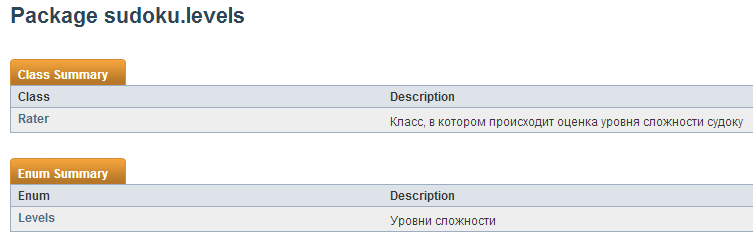 Package sudoku.levels
Class Summary
Class Description
Rater Класс, в котором происходит оценка уровня сложности судоку
Enum Summary
Enum Description
Levels Уровни сложности